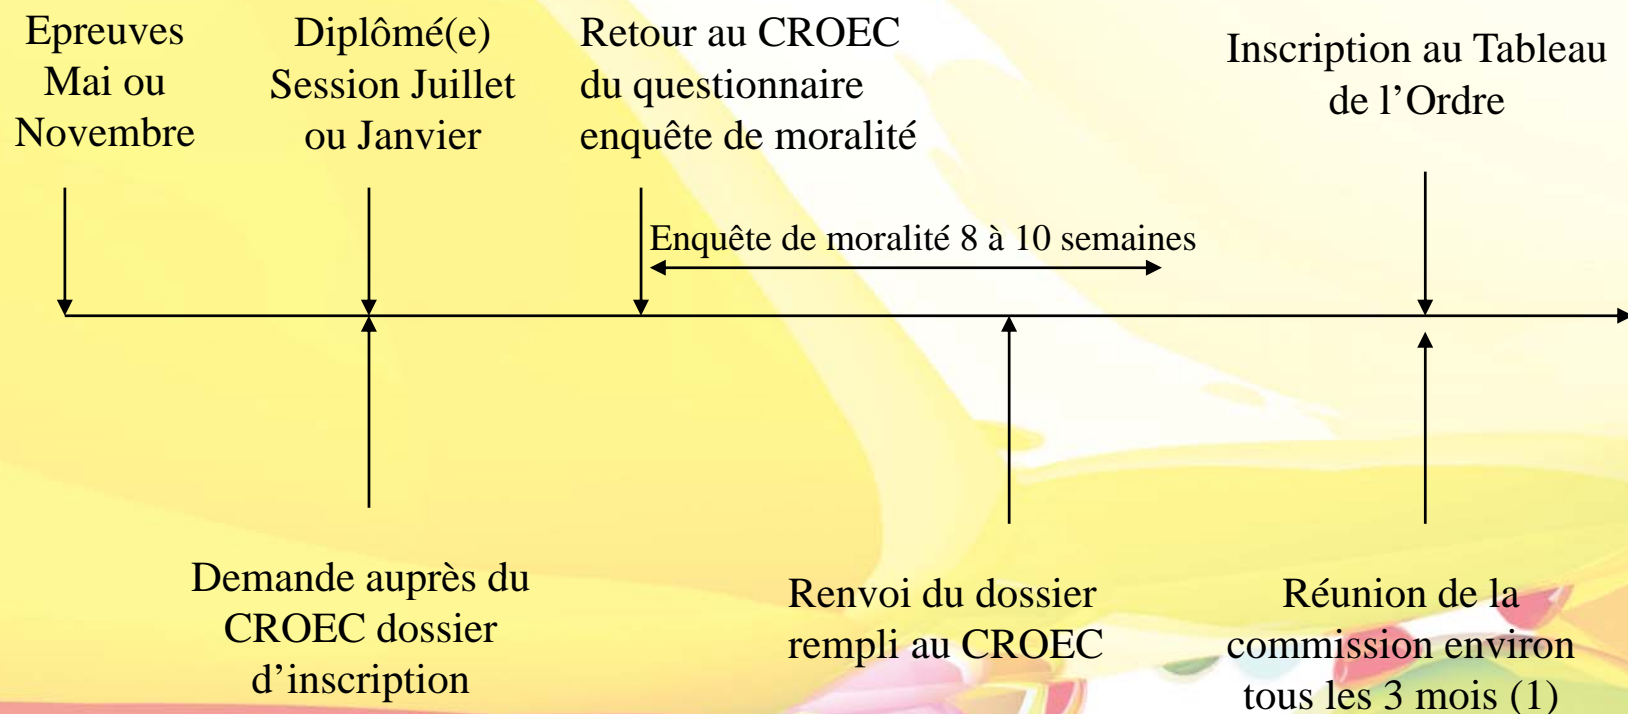 Epreuves
Mai ou
Novembre
Diplômé(e)
Session Juillet
ou Janvier
Retour au CROEC
du questionnaire
enquête de moralité
Inscription au Tableau
de l’Ordre
Enquête de moralité 8 à 10 semaines
Demande auprès du
CROEC dossier
d’inscription
Renvoi du dossier
rempli au CROEC
Réunion de la
commission environ
tous les 3 mois (1)